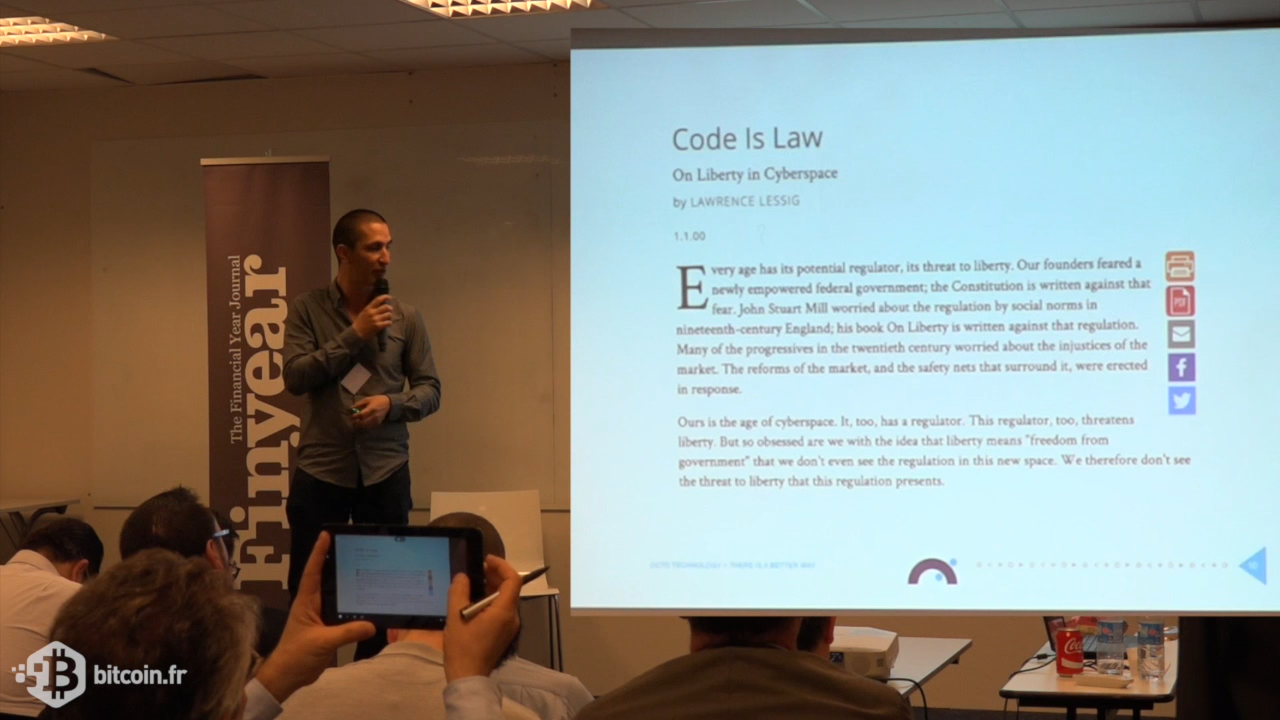 The Financial Year Journal
Finyear
Code Is Law
On Liberty in Cyberspace
by LAWRENCE LESSIG
1.1.00
Every age has its potential regulator, its threat to liberty. Our founders feared a
newly empowered federal government; the Constitution is written against that
fear. John Stuart Mill worried about the regulation by social norms in
nineteenth-century England; his book On Liberty is written against that regulation.
Many of the progressives in the twentieth century worried about the injustices of the
market. The reforms of the market, and the safety nets that surround it, were erected
in response.
Ours is the age of cyberspace. It, too, has a regulator. This regulator, too, threatens
liberty. But so obsessed are we with the idea that liberty means "freedom from
government" that we don't even see the regulation in this new space. We therefore don't see
the threat to liberty that this regulation presents.
PDF
OCTO TECHNOLOGY > THERE IS A BETTER WAY
bitcoin.fr